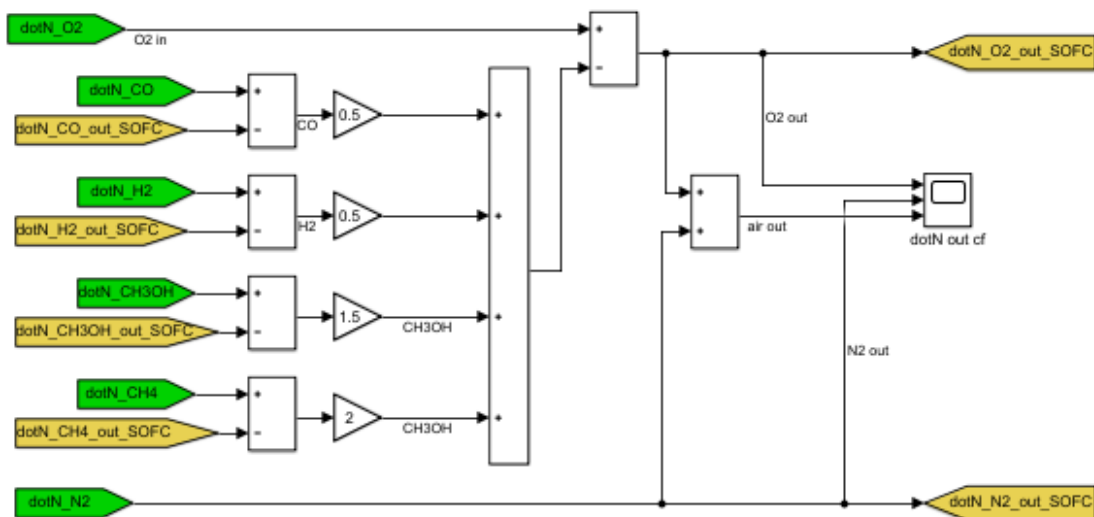 dotN_O2
O2 in
+
−
dotN_O2_out_SOFC
dotN_CO
dotN_CO_out_SOFC
+
−
CO
0.5
+
O2 out
dotN_H2
dotN_H2_out_SOFC
+
−
H2
0.5
+
+
+
air out
dotN out cf
dotN_CH3OH
dotN_CH3OH_out_SOFC
+
−
1.5
CH3OH
+
N2 out
dotN_CH4
dotN_CH4_out_SOFC
+
−
2
CH3OH
+
dotN_N2
dotN_N2_out_SOFC